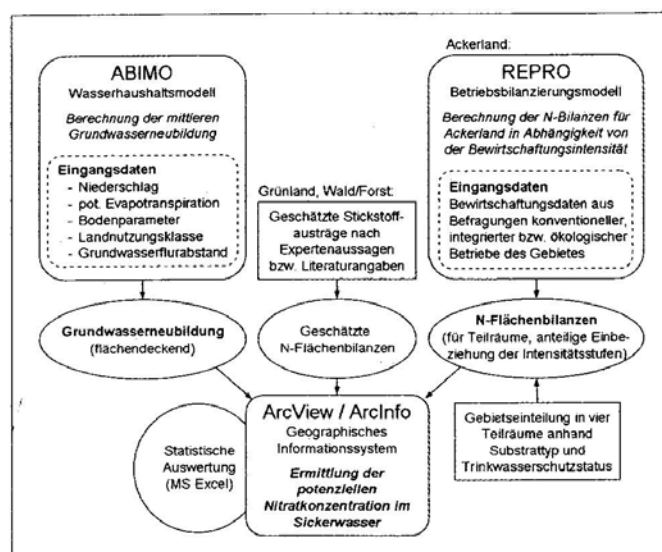 Ackerland:
ABIMO
Wasserhaushaltsmodell
Berechnung der mittleren
Grundwasserneubildung
Eingangsdaten
- Niederschlag
- pot. Evapotranspiration
- Bodenparameter
- Landnutzungsklasse
- Grundwasserflurabstand
Grünland, Wald/Forst:
Geschätzte Stickstoff-
austräge nach
Expertenaussagen
bzw. Literaturangaben
REPRO
Betriebsbilanzierungsmodell
Berechnung der N-Bilanzen für
Ackerland in Abhängigkeit von
der Bewirtschaftungsintensität
Eingangsdaten
Bewirtschaftungsdaten aus
Befragungen konventioneller,
integrierter bzw. ökologischer
Betriebe des Gebietes
Grundwasserneubildung
(flächendeckend)
Geschätzte
N-Flächenbilanzen
N-Flächenbilanzen
(für Teilräume, anteilige Einbe-
ziehung der Intensitätsstufen)
Statistische
Auswertung
(MS Excel)
ArcView / ArcInfo
Geographisches
Informationssystem
Ermittlung der
potenziellen
Nitratkonzentration im
Sickerwasser
Gebietseinteilung in vier
Teilräume anhand
Substrattyp und
Trinkwasserschutzstatus